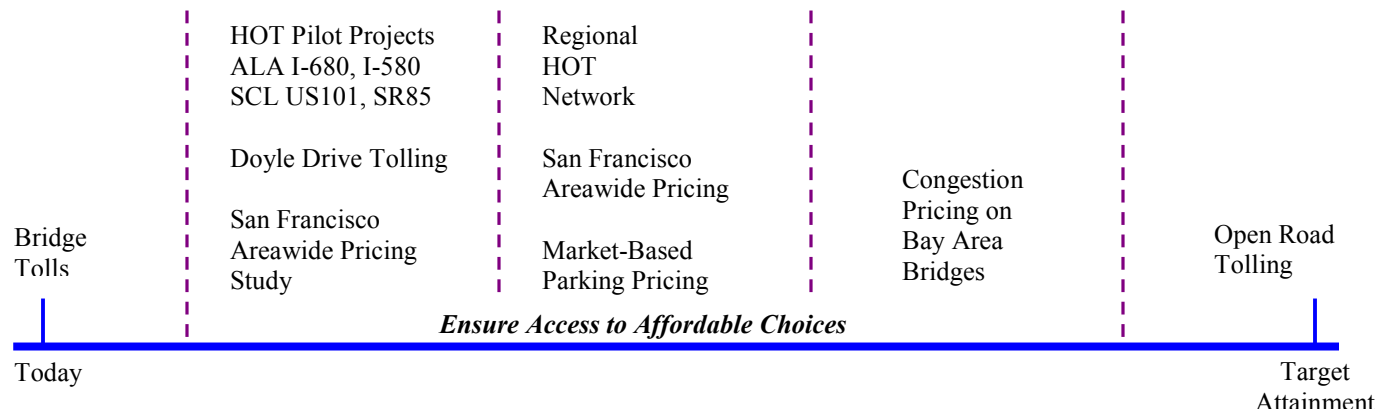 Bridge
Tolls
HOT Pilot Projects
ALA I-680, I-580
SCL US101, SR85
Doyle Drive Tolling
San Francisco
Areawide Pricing
Study
Regional
HOT
Network
San Francisco
Areawide Pricing
Market-Based
Parking Pricing
Congestion
Pricing on
Bay Area
Bridges
Open Road
Tolling
Ensure Access to Affordable Choices
Today
Target
Attainment